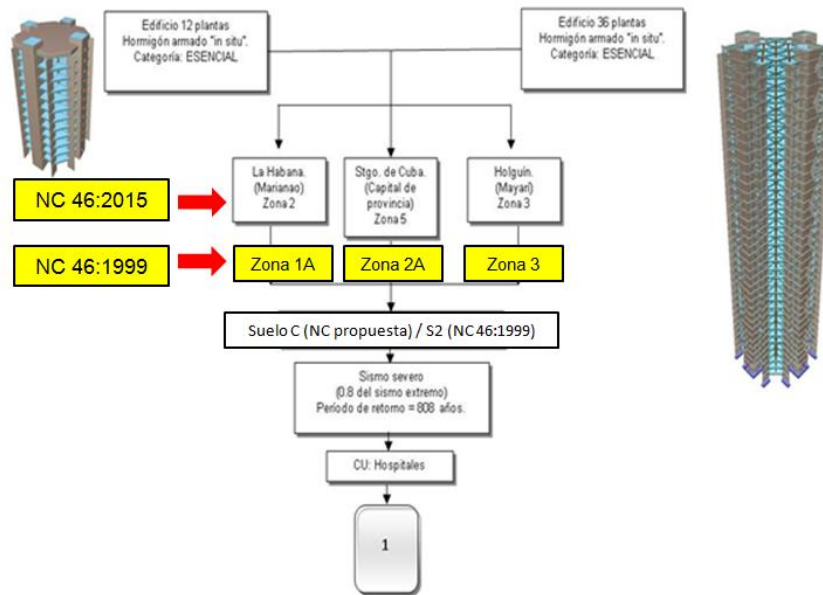 Edificio 12 plantas
Hormigón armado "in situ".
Categoría: ESENCIAL
Edificio 36 plantas
Hormigón armado "in situ".
Categoría: ESENCIAL
NC 46:2015
La Habana.
(Marianao)
Zona 2
Stgo. de Cuba.
(Capital de
provincia)
Zona 5
Holguín.
(Mayarí)
Zona 3
NC 46:1999
Zona 1A
Zona 2A
Zona 3
Suelo C (NC propuesta) / S2 (NC 46:1999)
Sismo severo
(0.8 del sismo extremo)
Período de retorno = 808 años.
CU: Hospitales
1